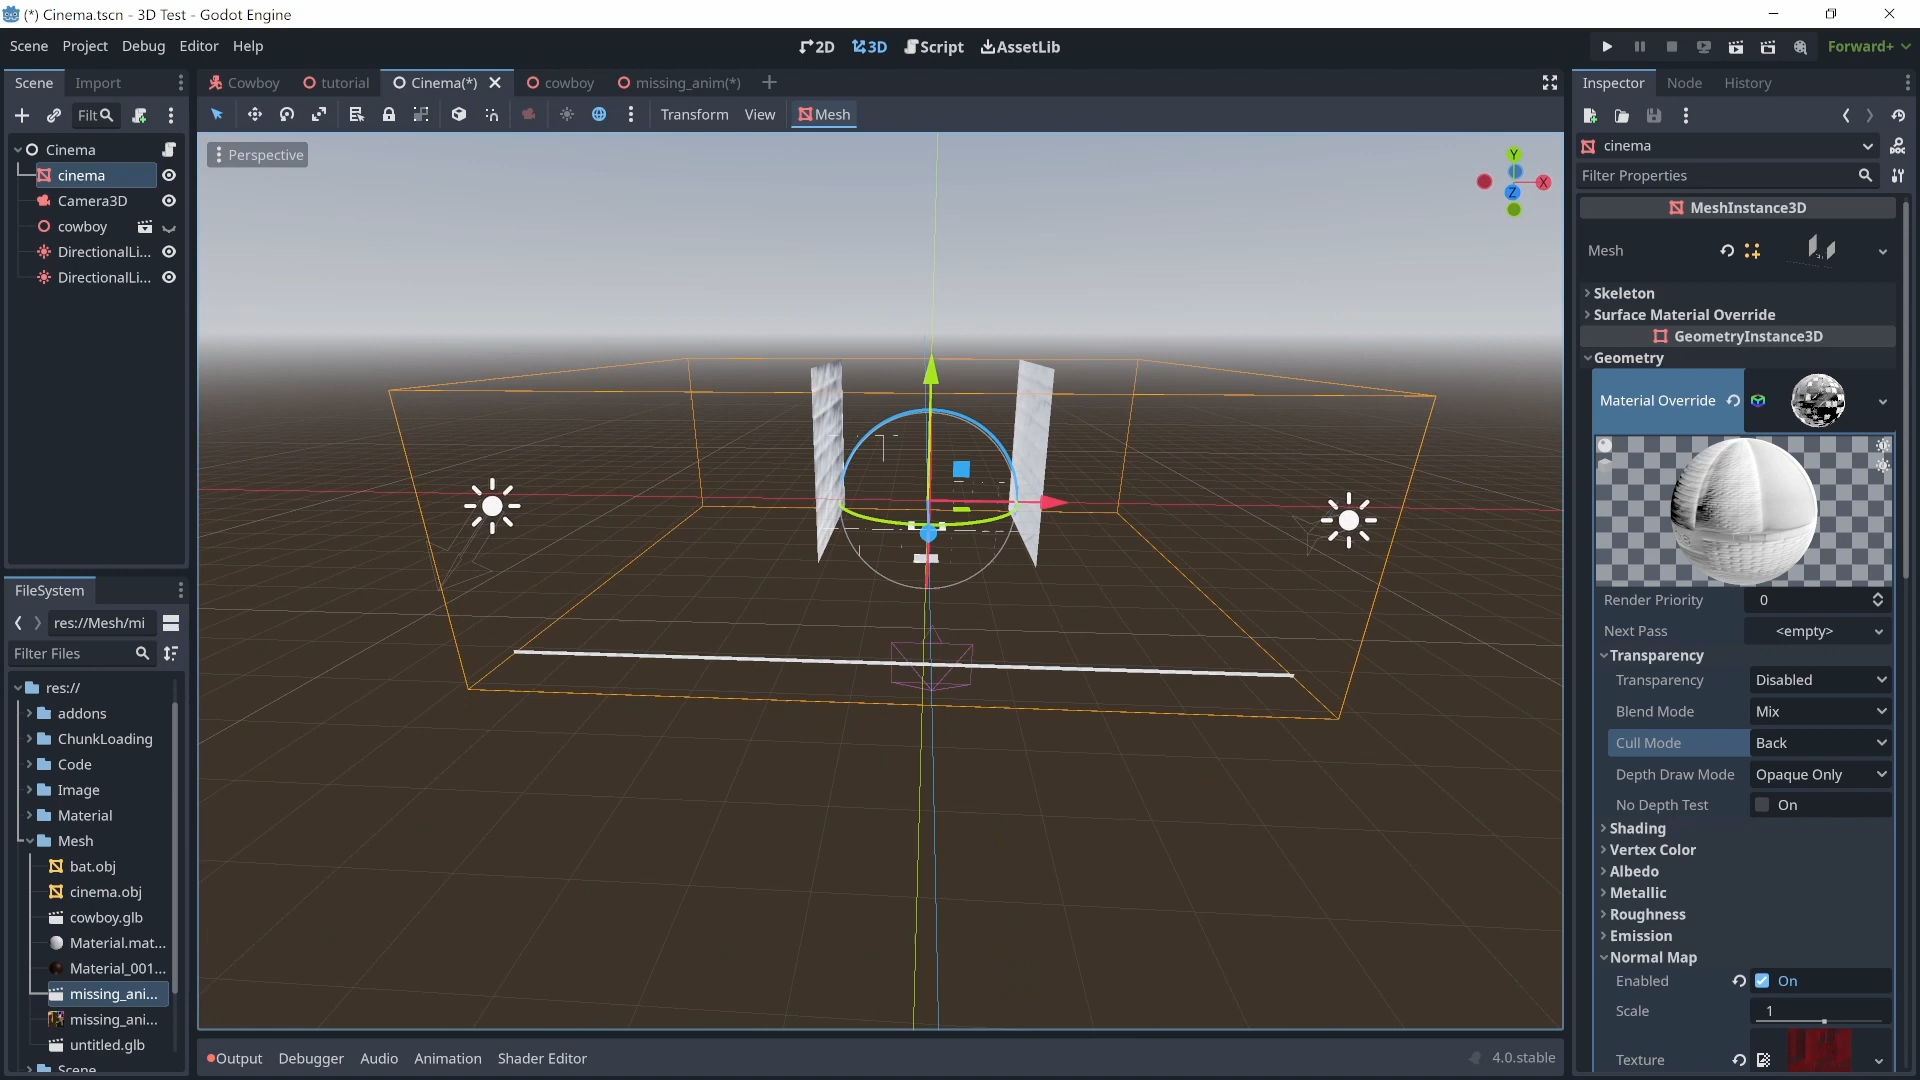 (*) Cinema.tscn - 3D Test - Godot Engine
Scene Project Debug Editor Help
2D 3D Script AssetLib
Forward+
Scene Import
Cowboy tutorial Cinema(*) cowboy missing_anim(*)
Inspector Node History
Filt
Transform View Mesh
Perspective
Cinema
cinema
Camera3D
cowboy
DirectionalLi...
DirectionalLi...
Y
X
Z
cinema
Filter Properties
MeshInstance3D
Mesh
Skeleton
Surface Material Override
GeometryInstance3D
Geometry
Material Override
Render Priority 0
Next Pass <empty>
Transparency
Transparency Disabled
Blend Mode Mix
Cull Mode Back
Depth Draw Mode Opaque Only
No Depth Test On
Shading
Vertex Color
Albedo
Metallic
Roughness
Emission
Normal Map
Enabled On
Scale 1
Texture
FileSystem
res://Mesh/mi
Filter Files
res://
addons
ChunkLoading
Code
Image
Material
Mesh
bat.obj
cinema.obj
cowboy.glb
Material.mat...
Material_001...
missing_ani...
missing_ani...
untitled.glb
Scene
Output Debugger Audio Animation Shader Editor
4.0.stable